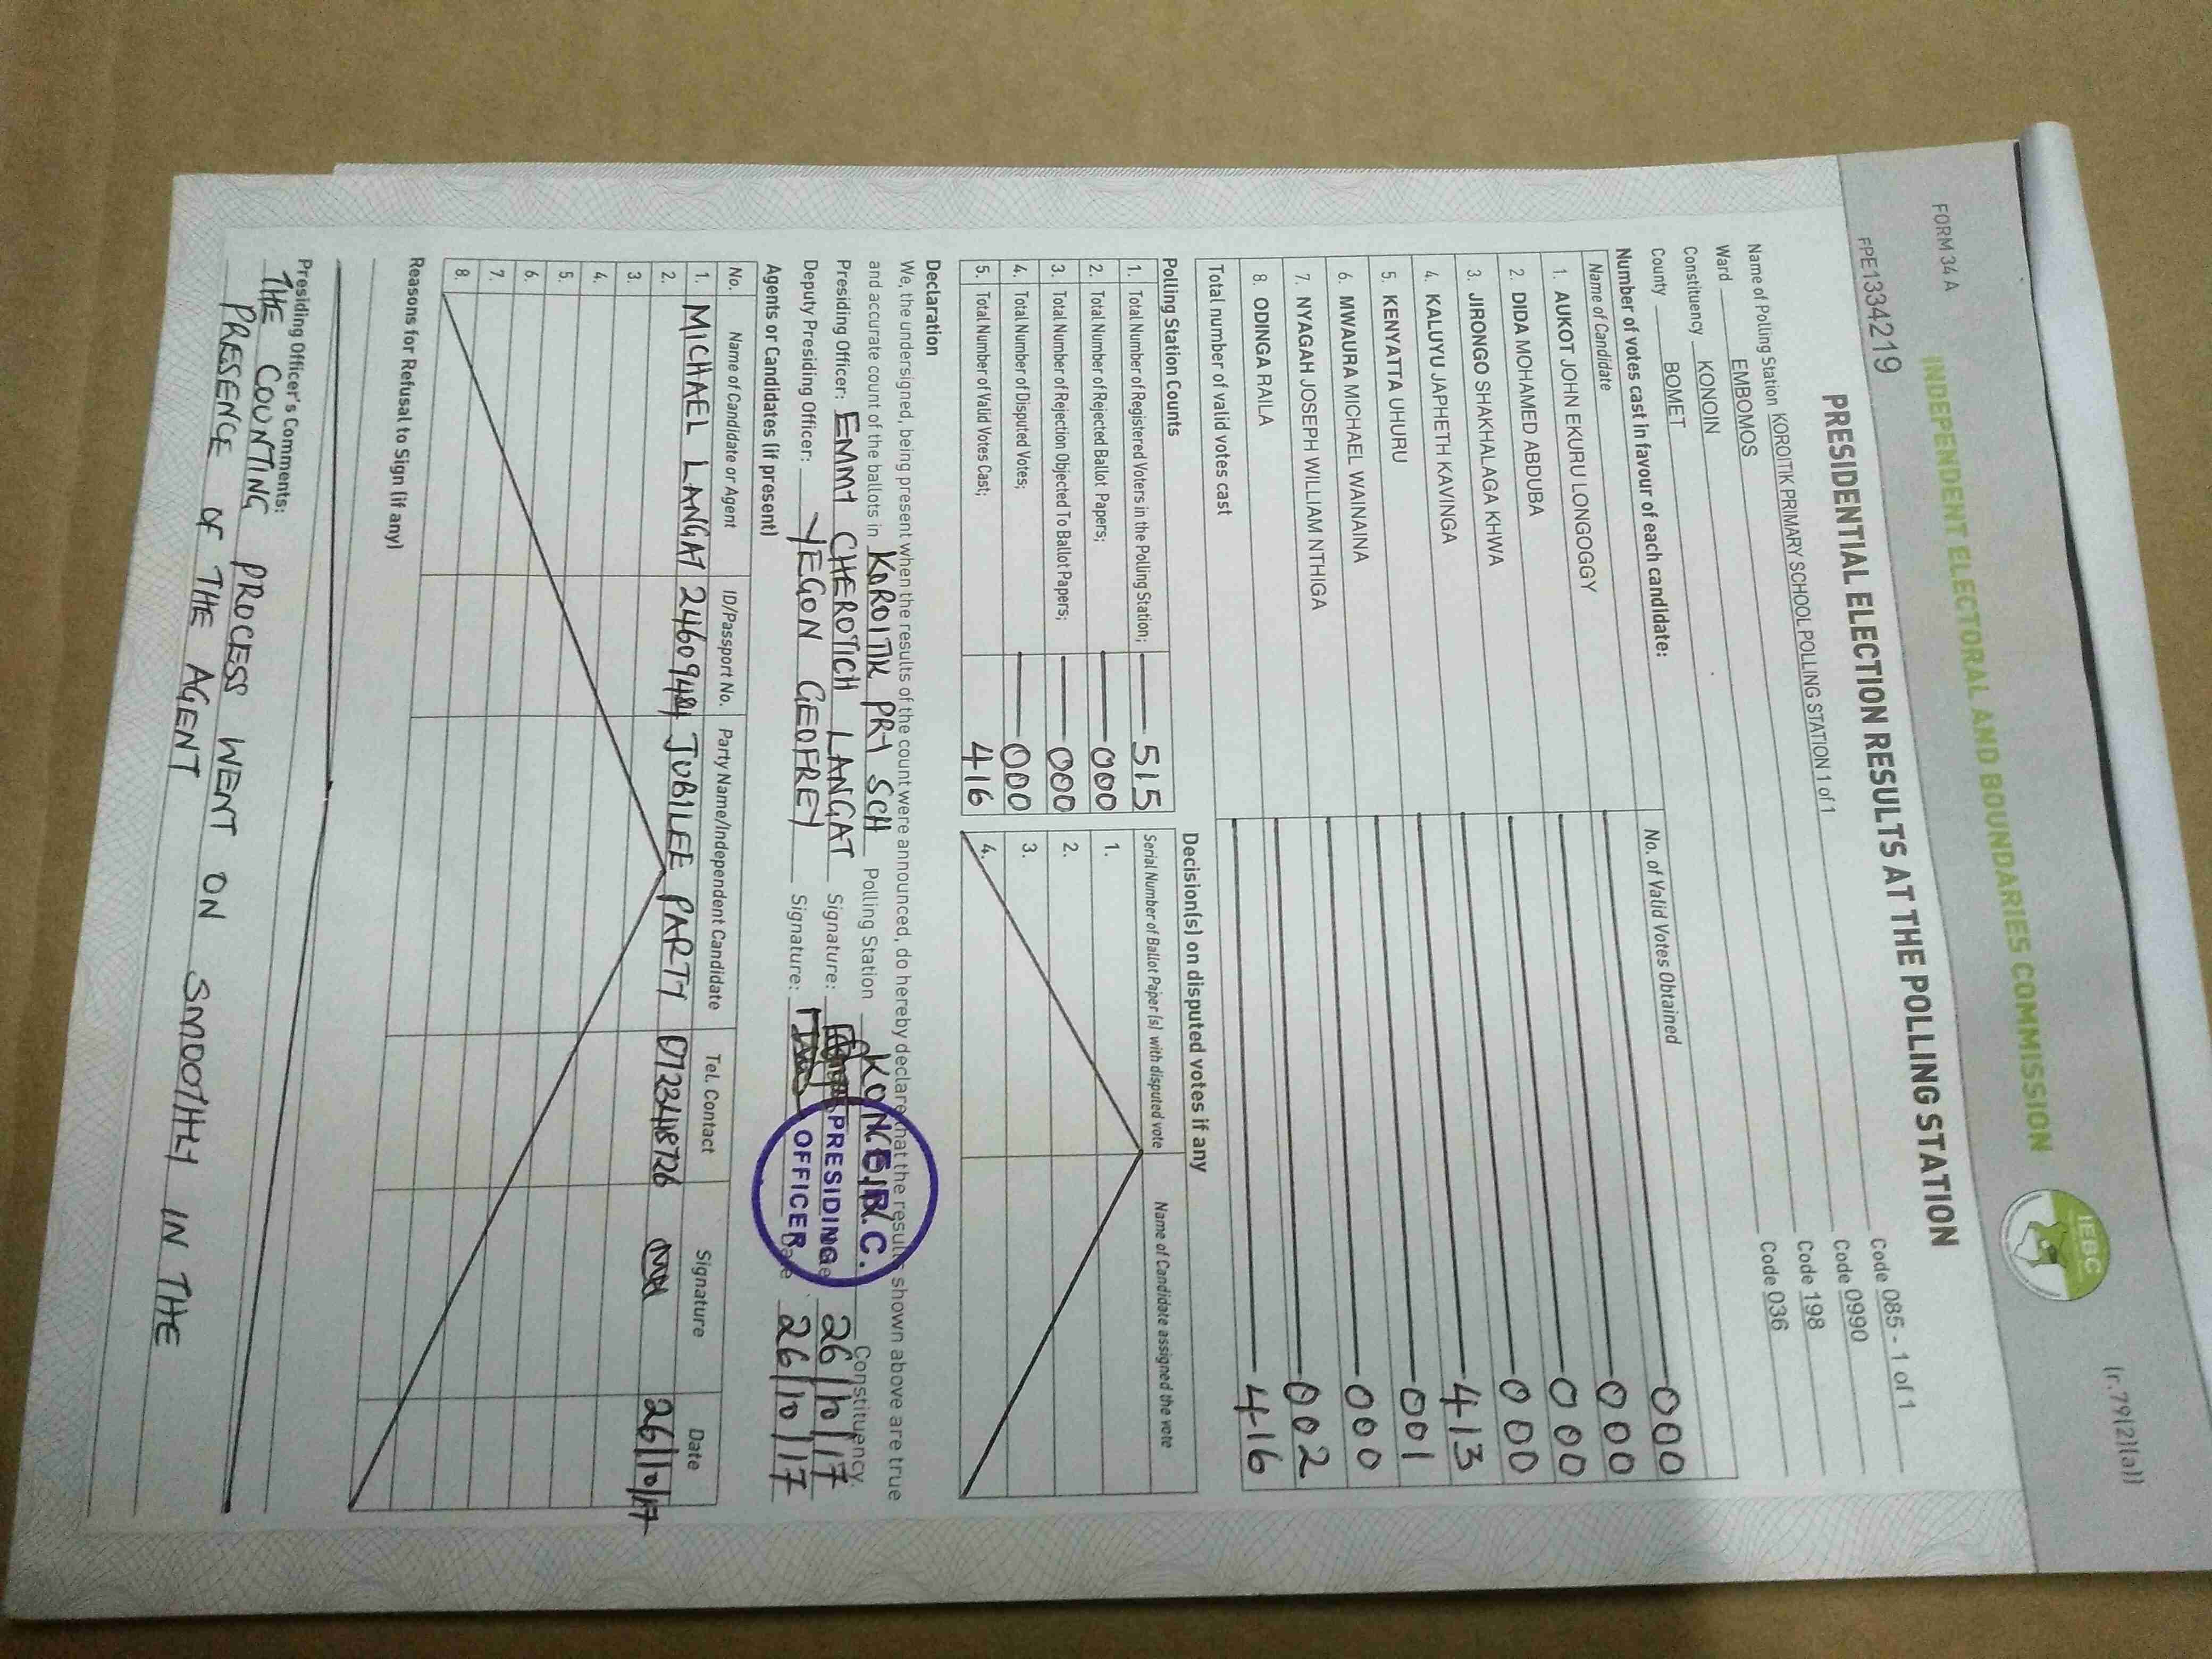 FORM 34 A
(r.79(2)(a))
INDEPENDENT ELECTORAL AND BOUNDARIES COMMISSION
IEBC
FPE1334219
PRESIDENTIAL ELECTION RESULTS AT THE POLLING STATION
Name of Polling Station KOROITIK PRIMARY SCHOOL POLLING STATION 1 of 1 Code 085 - 1 of 1
Ward EMBOMOS Code 0990
Constituency KONOIN Code 198
County BOMET Code 036
Number of votes cast in favour of each candidate:
Name of Candidate No. of Valid Votes Obtained
1. AUKOT JOHN EKURU LONGOGGY 000
2. DIDA MOHAMED ABDUBA 000
3. JIRONGO SHAKHALAGA KHWA 000
4. KALUYU JAPHETH KAVINGA 000
5. KENYATTA UHURU 413
6. MWAURA MICHAEL WAINAINA 001
7. NYAGAH JOSEPH WILLIAM NTHIGA 000
8. ODINGA RAILA 002
Total number of valid votes cast 416
Polling Station Counts
1. Total Number of Registered Voters in the Polling Station; 515
2. Total Number of Rejected Ballot Papers; 000
3. Total Number of Rejection Objected To Ballot Papers; 000
4. Total Number of Disputed Votes; 000
5. Total Number of Valid Votes Cast; 416
Decision(s) on disputed votes if any
Serial Number of Ballot Paper (s) with disputed vote Name of Candidate assigned the vote
1.
2.
3.
4.
Declaration
We, the undersigned, being present when the results of the count were announced, do hereby declare that the results shown above are true
and accurate count of the ballots in KOROITIK PRY SCH Polling Station KONOIN Constituency.
Presiding Officer: EMMY CHEROTICH LANGAT Signature: 26/10/17
Deputy Presiding Officer: YEGON GEOFREY Signature: Date 26/10/17
I.E.B.C.
PRESIDING
OFFICER
Agents or Candidates (if present)
No. Name of Candidate or Agent ID/Passport No. Party Name/Independent Candidate Tel. Contact Signature Date
1. MICHAEL LANGAT JUBILEE PARTY 26/10/17
2.
3.
4.
5.
6.
7.
8.
Reasons for Refusal to Sign (if any)
Presiding Officer's Comments:
THE COUNTING PROCESS WENT ON SMOOTHLY IN THE
PRESENCE OF THE AGENT